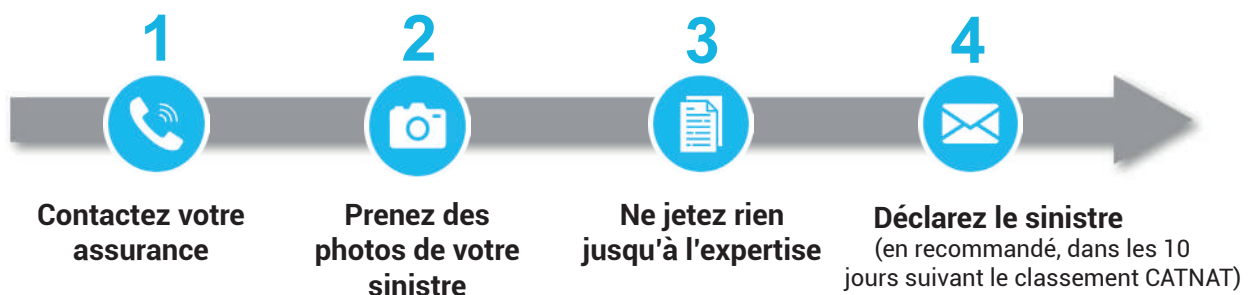 1
2
3
4
Contactez votre
assurance
Prenez des
photos de votre
sinistre
Ne jetez rien
jusqu'à l'expertise
Déclarez le sinistre
(en recommandé, dans les 10
jours suivant le classement CATNAT)